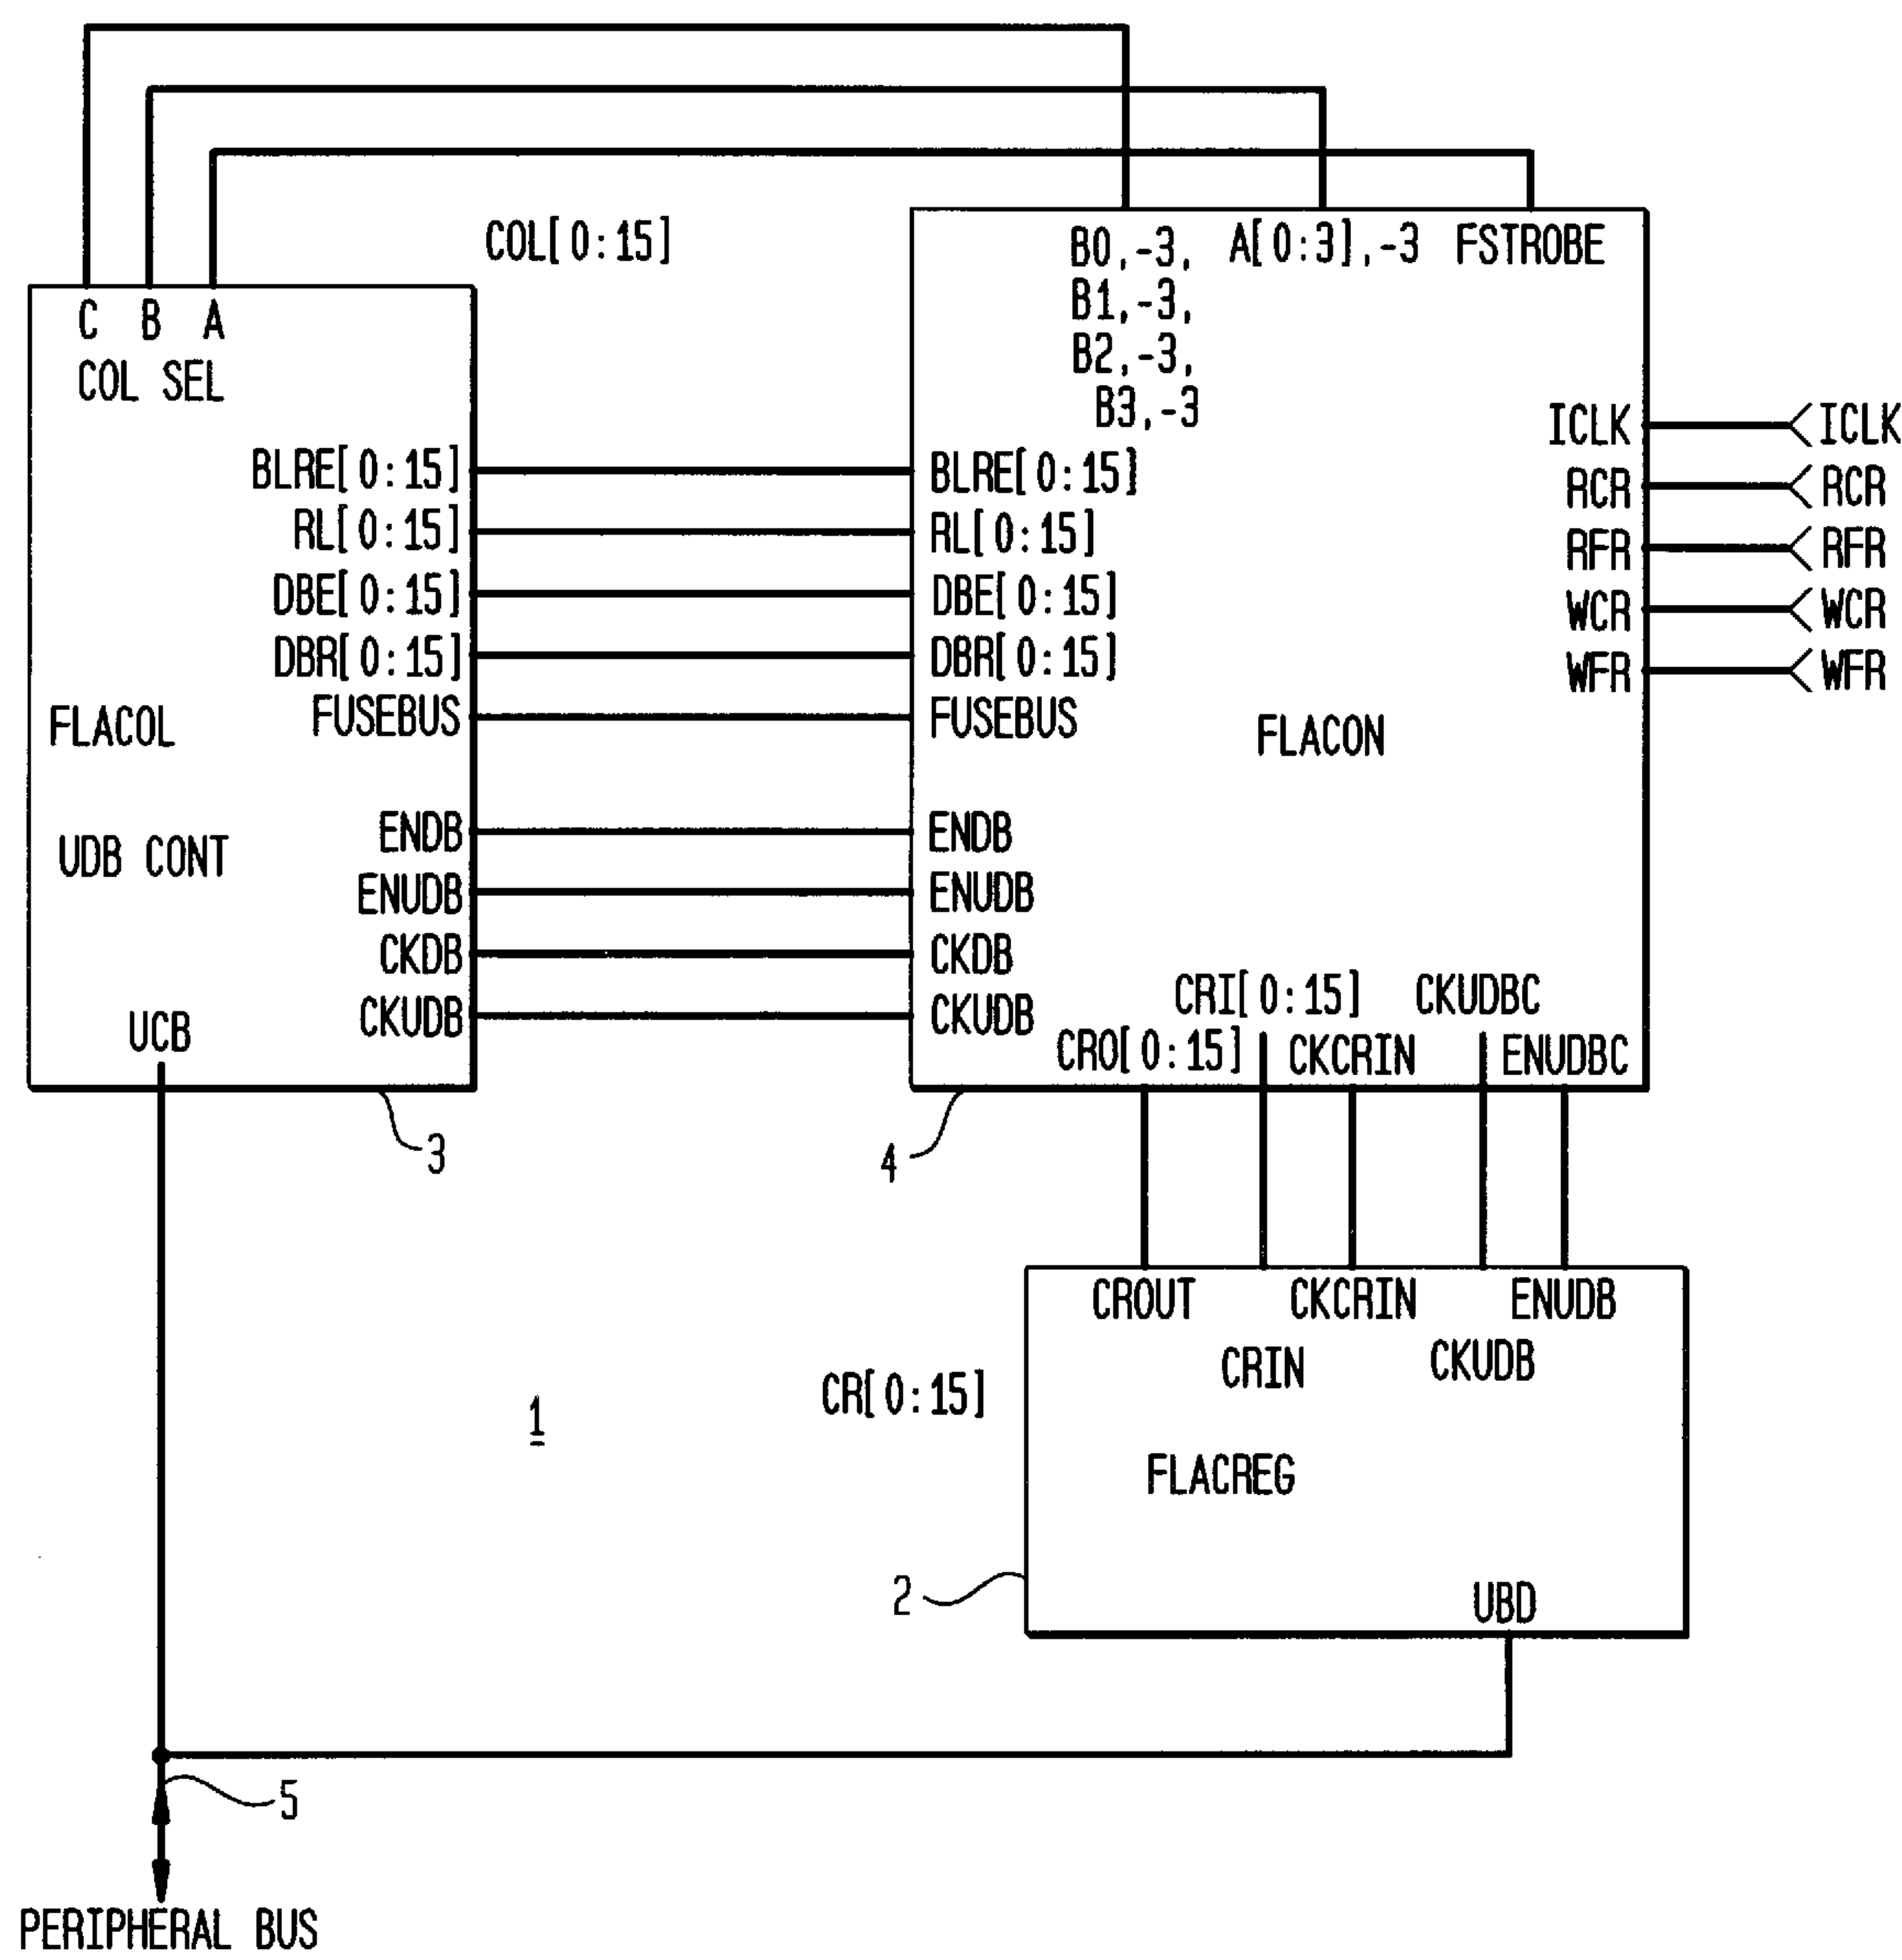 COL[0:15]
C B A
COL SEL
BLRE[0:15]
RL[0:15]
DBE[0:15]
DBR[0:15]
FUSEBUS
FLACOL
UDB CONT
ENDB
ENUDB
CKDB
CKUDB
UCB
3
B0,-3,
B1,-3,
B2,-3,
B3,-3
A[0:3],-3
FSTROBE
BLRE[0:15]
RL[0:15]
DBE[0:15]
DBR[0:15]
FUSEBUS
FLACON
ENDB
ENUDB
CKDB
CKUDB
ICLK
RCR
RFR
WCR
WFR
ICLK
RCR
RFR
WCR
WFR
CRI[0:15] CKUDBC
CRO[0:15] CKCRIN ENUDBC
4
CROUT CKCRIN ENUDB
CRIN CKUDB
CR[0:15]
1
FLACREG
2
UBD
5
PERIPHERAL BUS